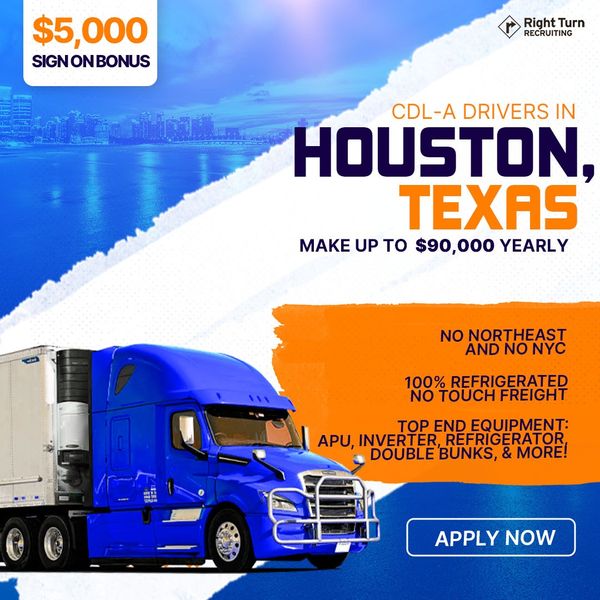 $5,000
SIGN ON BONUS
Right Turn
RECRUITING
CDL-A DRIVERS IN
HOUSTON,
TEXAS
MAKE UP TO $90,000 YEARLY
NO NORTHEAST
AND NO NYC
100% REFRIGERATED
NO TOUCH FREIGHT
TOP END EQUIPMENT:
APU, INVERTER, REFRIGERATOR,
DOUBLE BUNKS, & MORE!
APPLY NOW